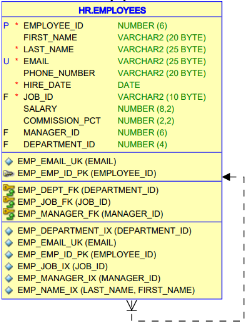 HR.EMPLOYEES
P * EMPLOYEE_ID NUMBER (6)
FIRST_NAME VARCHAR2 (20 BYTE)
* LAST_NAME VARCHAR2 (25 BYTE)
U * EMAIL VARCHAR2 (25 BYTE)
PHONE_NUMBER VARCHAR2 (20 BYTE)
* HIRE_DATE DATE
F * JOB_ID VARCHAR2 (10 BYTE)
SALARY NUMBER (8,2)
COMMISSION_PCT NUMBER (2,2)
F MANAGER_ID NUMBER (6)
F DEPARTMENT_ID NUMBER (4)
EMP_EMAIL_UK (EMAIL)
EMP_EMP_ID_PK (EMPLOYEE_ID)
EMP_DEPT_FK (DEPARTMENT_ID)
EMP_JOB_FK (JOB_ID)
EMP_MANAGER_FK (MANAGER_ID)
EMP_DEPARTMENT_IX (DEPARTMENT_ID)
EMP_EMAIL_UK (EMAIL)
EMP_EMP_ID_PK (EMPLOYEE_ID)
EMP_JOB_IX (JOB_ID)
EMP_MANAGER_IX (MANAGER_ID)
EMP_NAME_IX (LAST_NAME, FIRST_NAME)